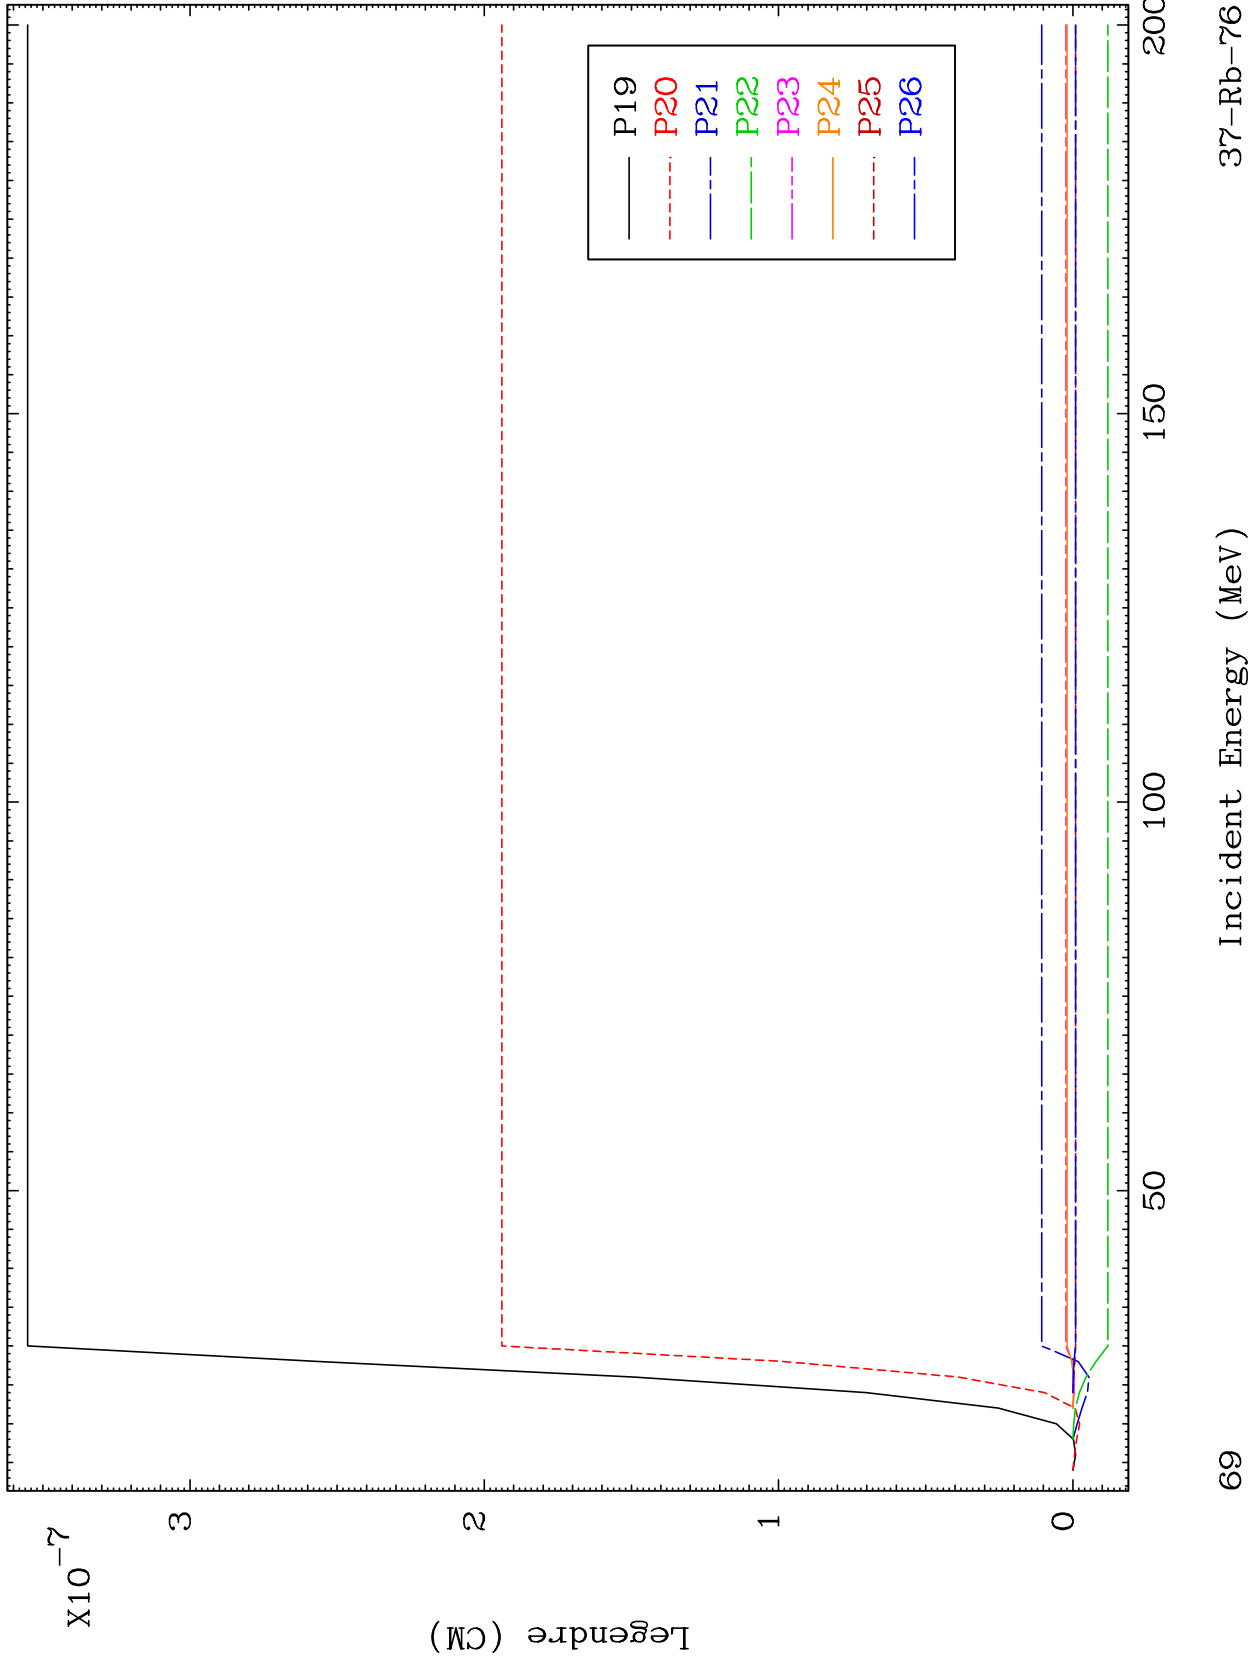 X10-7
Legendre (CM)
3
2
1
0
50
100
150
200
P19
P20
P21
P22
P23
P24
P25
P26
Incident Energy (MeV)
69
37-Rb-76